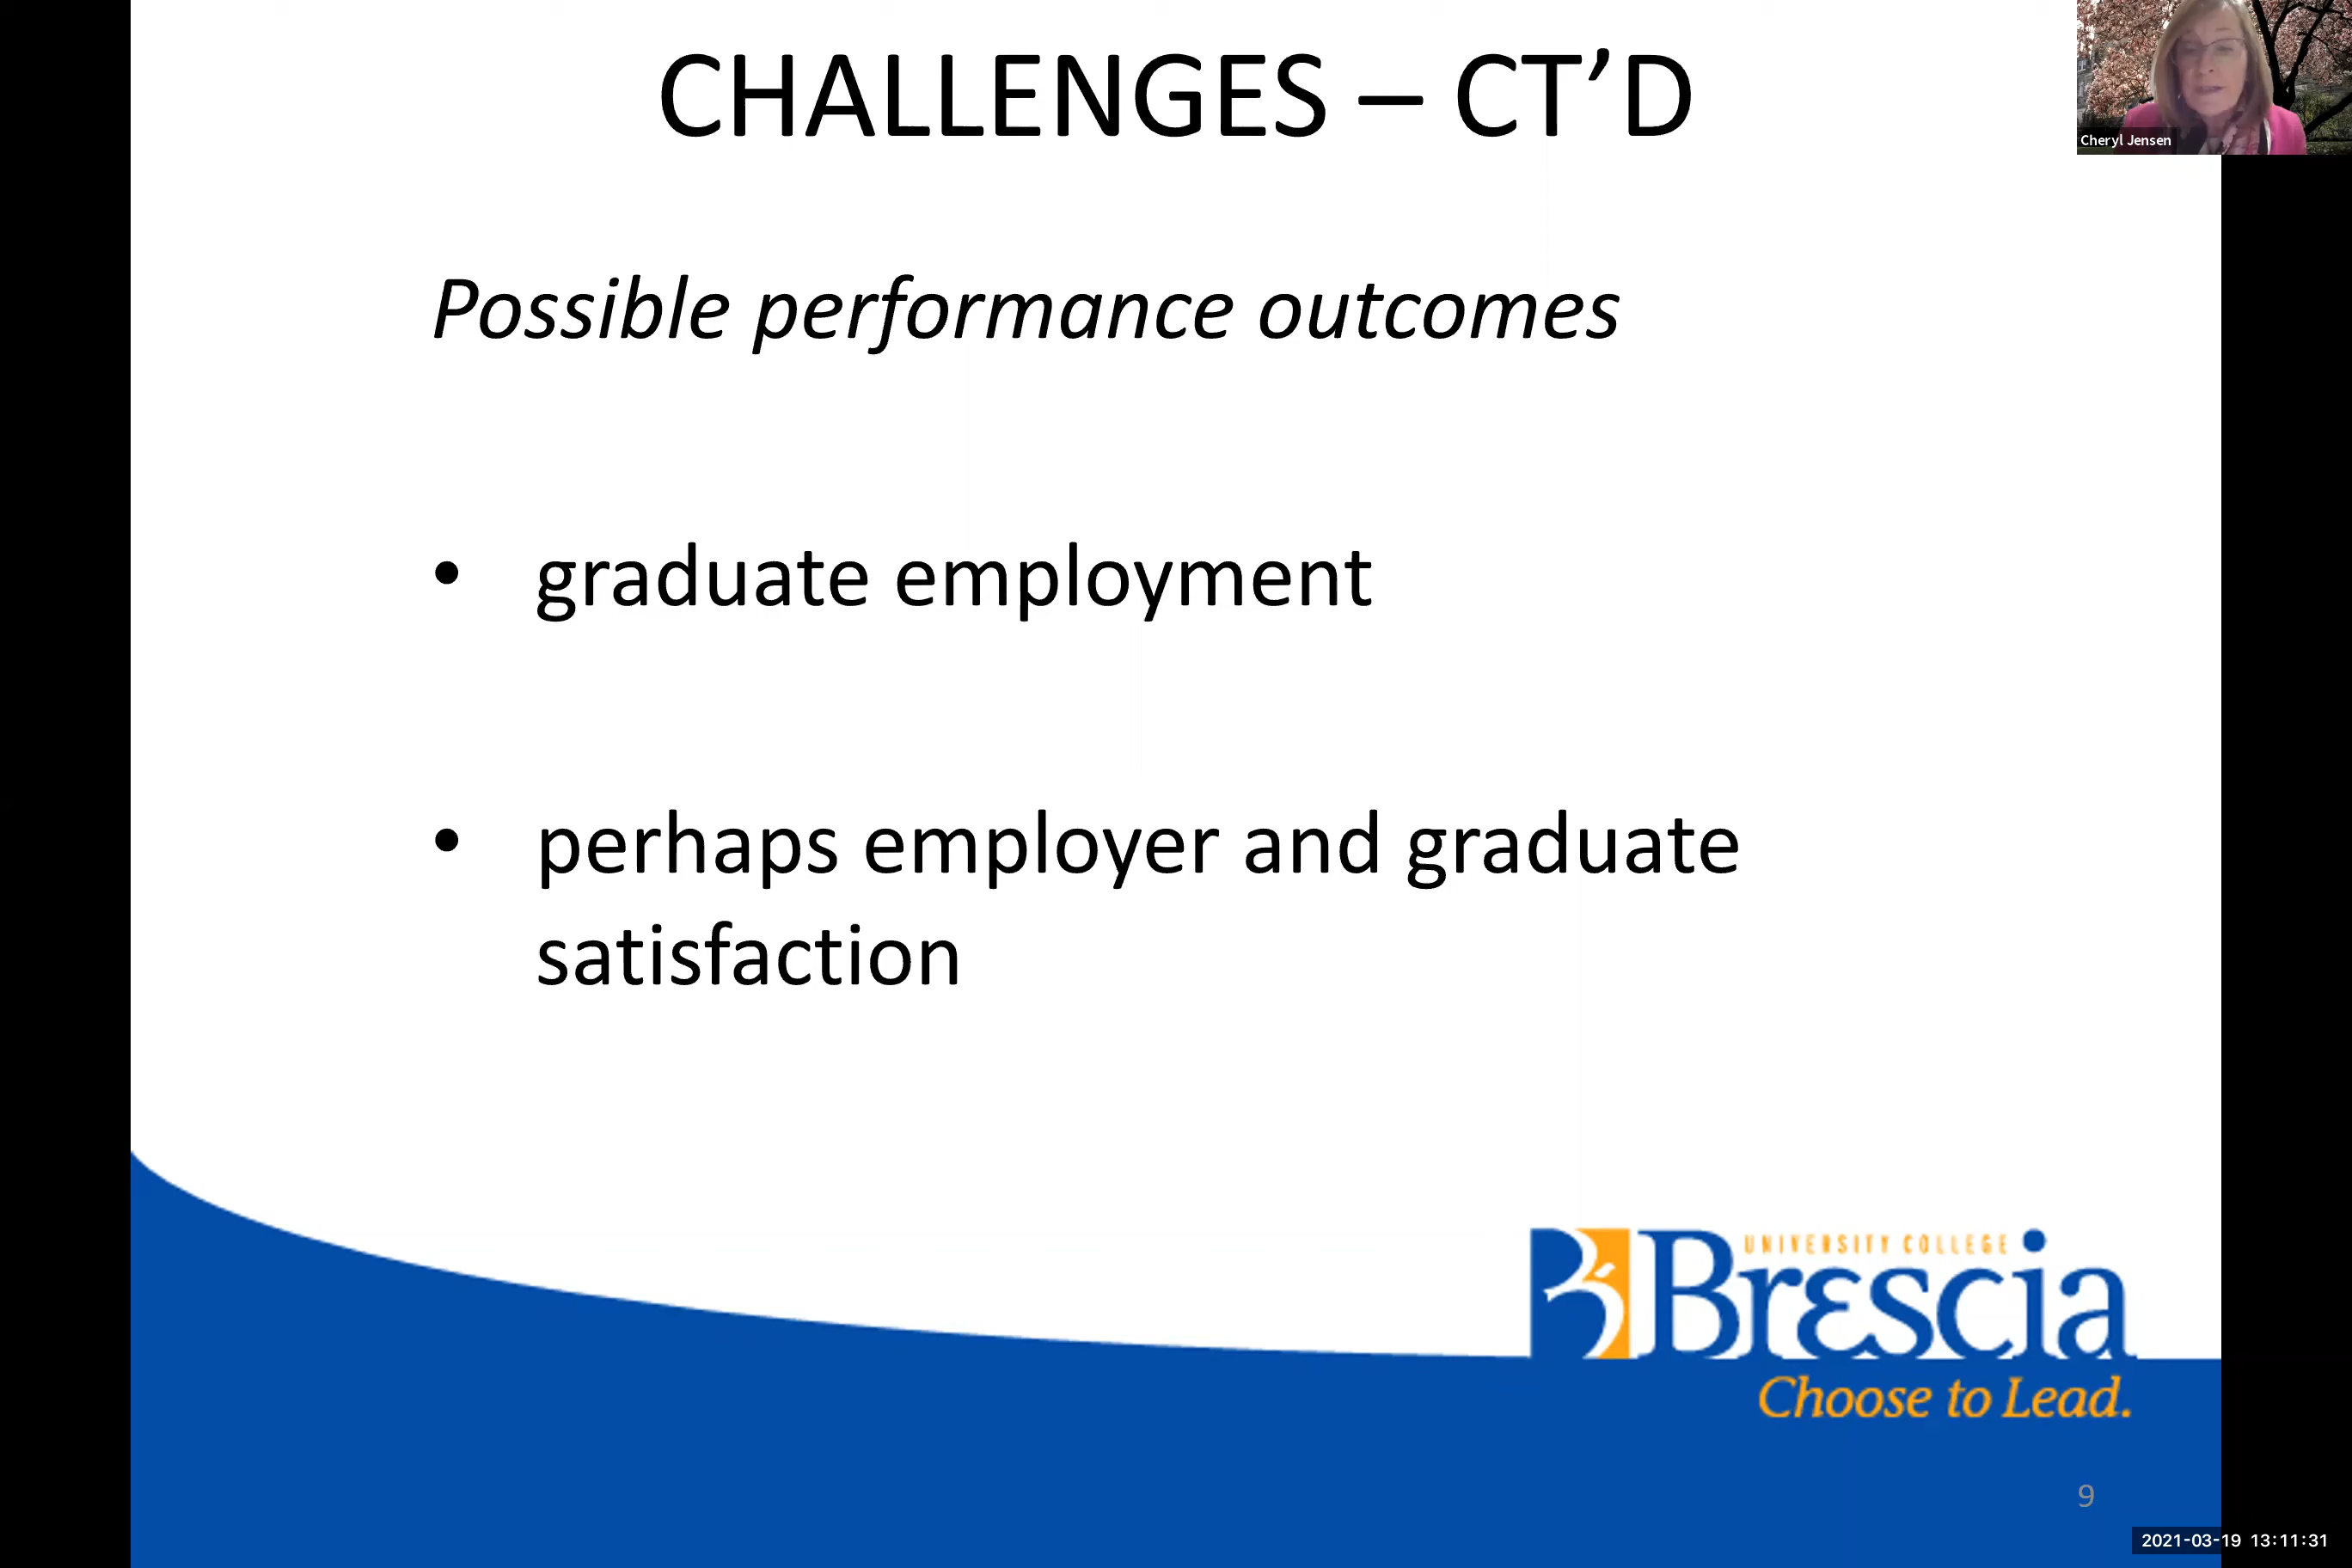 CHALLENGES – CT’D
Cheryl Jensen
Possible performance outcomes
• graduate employment
• perhaps employer and graduate
satisfaction
UNIVERSITY COLLEGE
Brescia
Choose to Lead.
9
2021-03-19 13:11:31